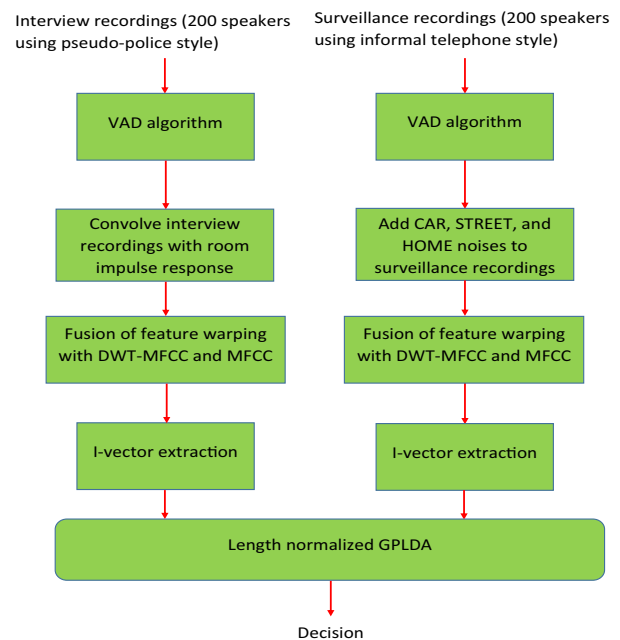 Interview recordings (200 speakers
using pseudo-police style)
Surveillance recordings (200 speakers
using informal telephone style)
VAD algorithm
VAD algorithm
Convolve interview
recordings with room
impulse response
Add CAR, STREET, and
HOME noises to
surveillance recordings
Fusion of feature warping
with DWT-MFCC and MFCC
Fusion of feature warping
with DWT-MFCC and MFCC
I-vector extraction
I-vector extraction
Length normalized GPLDA
Decision